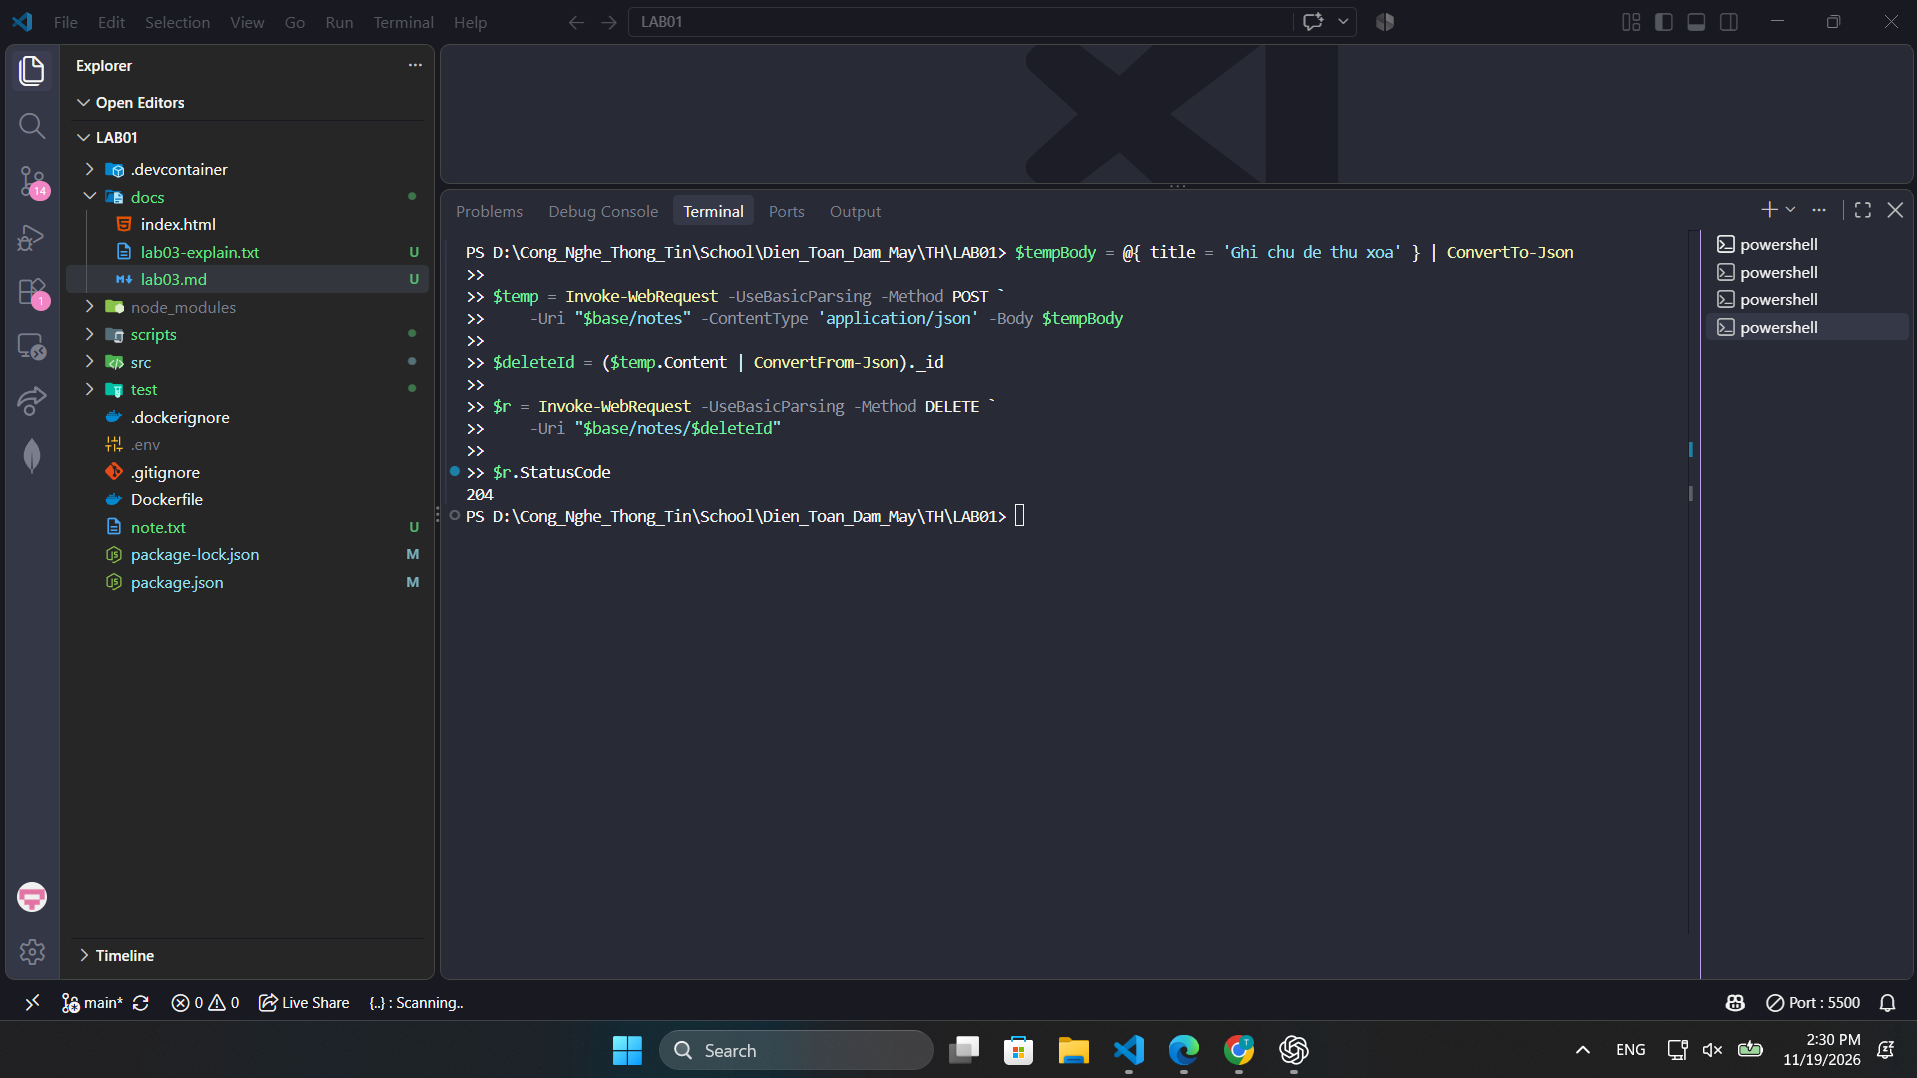 File Edit Selection View Go Run Terminal Help
LAB01
Explorer
Open Editors
LAB01
.devcontainer
docs
index.html
lab03-explain.txt U
lab03.md U
node_modules
scripts
src
test
.dockerignore
.env
.gitignore
Dockerfile
note.txt U
package-lock.json M
package.json M
Timeline
14
1
Problems Debug Console Terminal Ports Output
PS D:\Cong_Nghe_Thong_Tin\School\Dien_Toan_Dam_May\TH\LAB01> $tempBody = @{ title = 'Ghi chu de thu xoa' } | ConvertTo-Json
>>
>> $temp = Invoke-WebRequest -UseBasicParsing -Method POST `
>>     -Uri "$base/notes" -ContentType 'application/json' -Body $tempBody
>>
>> $deleteId = ($temp.Content | ConvertFrom-Json)._id
>>
>> $r = Invoke-WebRequest -UseBasicParsing -Method DELETE `
>>     -Uri "$base/notes/$deleteId"
>>
>> $r.StatusCode
204
PS D:\Cong_Nghe_Thong_Tin\School\Dien_Toan_Dam_May\TH\LAB01>
powershell
powershell
powershell
powershell
main* 0 0 Live Share {..} : Scanning..
Port : 5500
Search
ENG
2:30 PM
11/19/2026